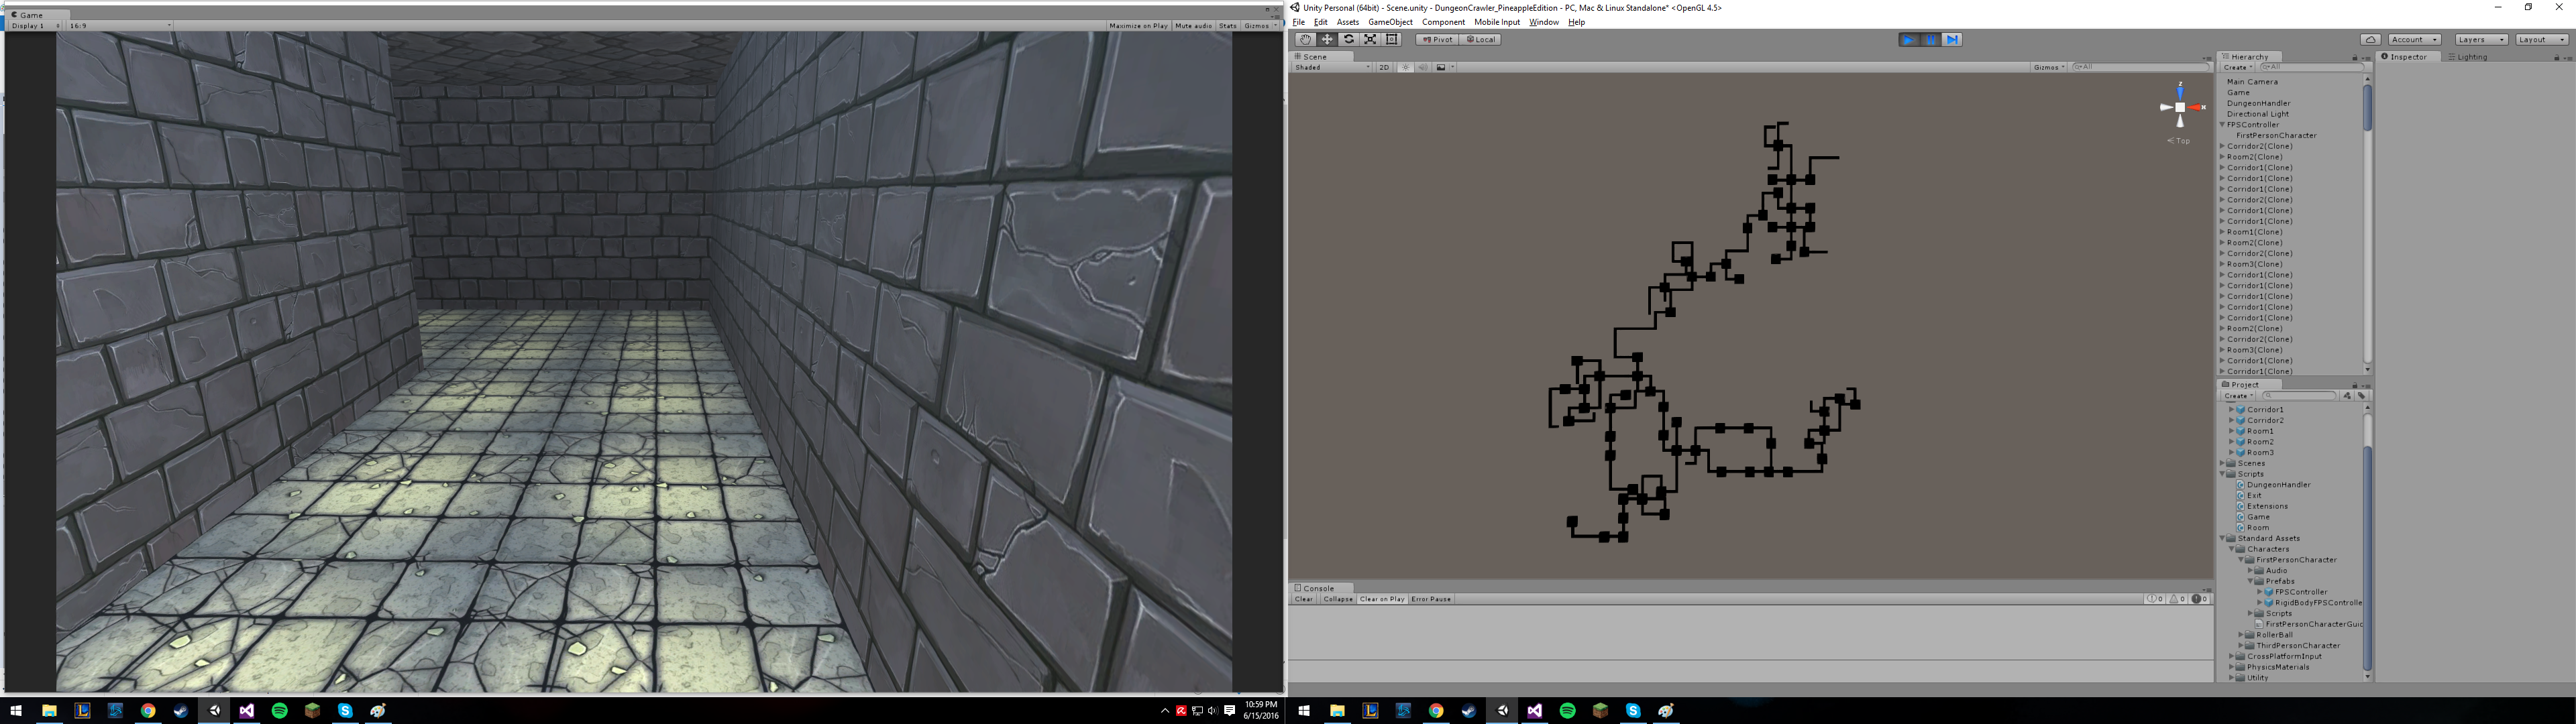 Game
Display 1
16:9
Maximize on Play
Mute audio
Stats
Gizmos
10:59 PM
6/15/2016
Unity Personal (64bit) - Scene.unity - DungeonCrawler_PineappleEdition - PC, Mac & Linux Standalone* <OpenGL 4.5>
File Edit Assets GameObject Component Mobile Input Window Help
Pivot
Local
Account
Layers
Layout
Scene
Shaded
2D
Gizmos
All
z
x
Top
Console
Clear Collapse Clear on Play Error Pause
0 0 0
Hierarchy
Create
All
Main Camera
Game
DungeonHandler
Directional Light
FPSController
FirstPersonCharacter
Corridor2(Clone)
Room2(Clone)
Corridor1(Clone)
Corridor1(Clone)
Corridor1(Clone)
Corridor2(Clone)
Corridor1(Clone)
Corridor1(Clone)
Room1(Clone)
Room2(Clone)
Corridor2(Clone)
Room3(Clone)
Corridor1(Clone)
Corridor1(Clone)
Corridor1(Clone)
Corridor1(Clone)
Corridor1(Clone)
Room2(Clone)
Corridor2(Clone)
Room3(Clone)
Corridor1(Clone)
Corridor1(Clone)
Project
Create
Corridor1
Corridor2
Room1
Room2
Room3
Scenes
Scripts
DungeonHandler
Exit
Extensions
Game
Room
Standard Assets
Characters
FirstPersonCharacter
Audio
Prefabs
FPSController
RigidBodyFPSControlle
Scripts
FirstPersonCharacterGuid
RollerBall
ThirdPersonCharacter
CrossPlatformInput
PhysicsMaterials
Utility
Inspector
Lighting